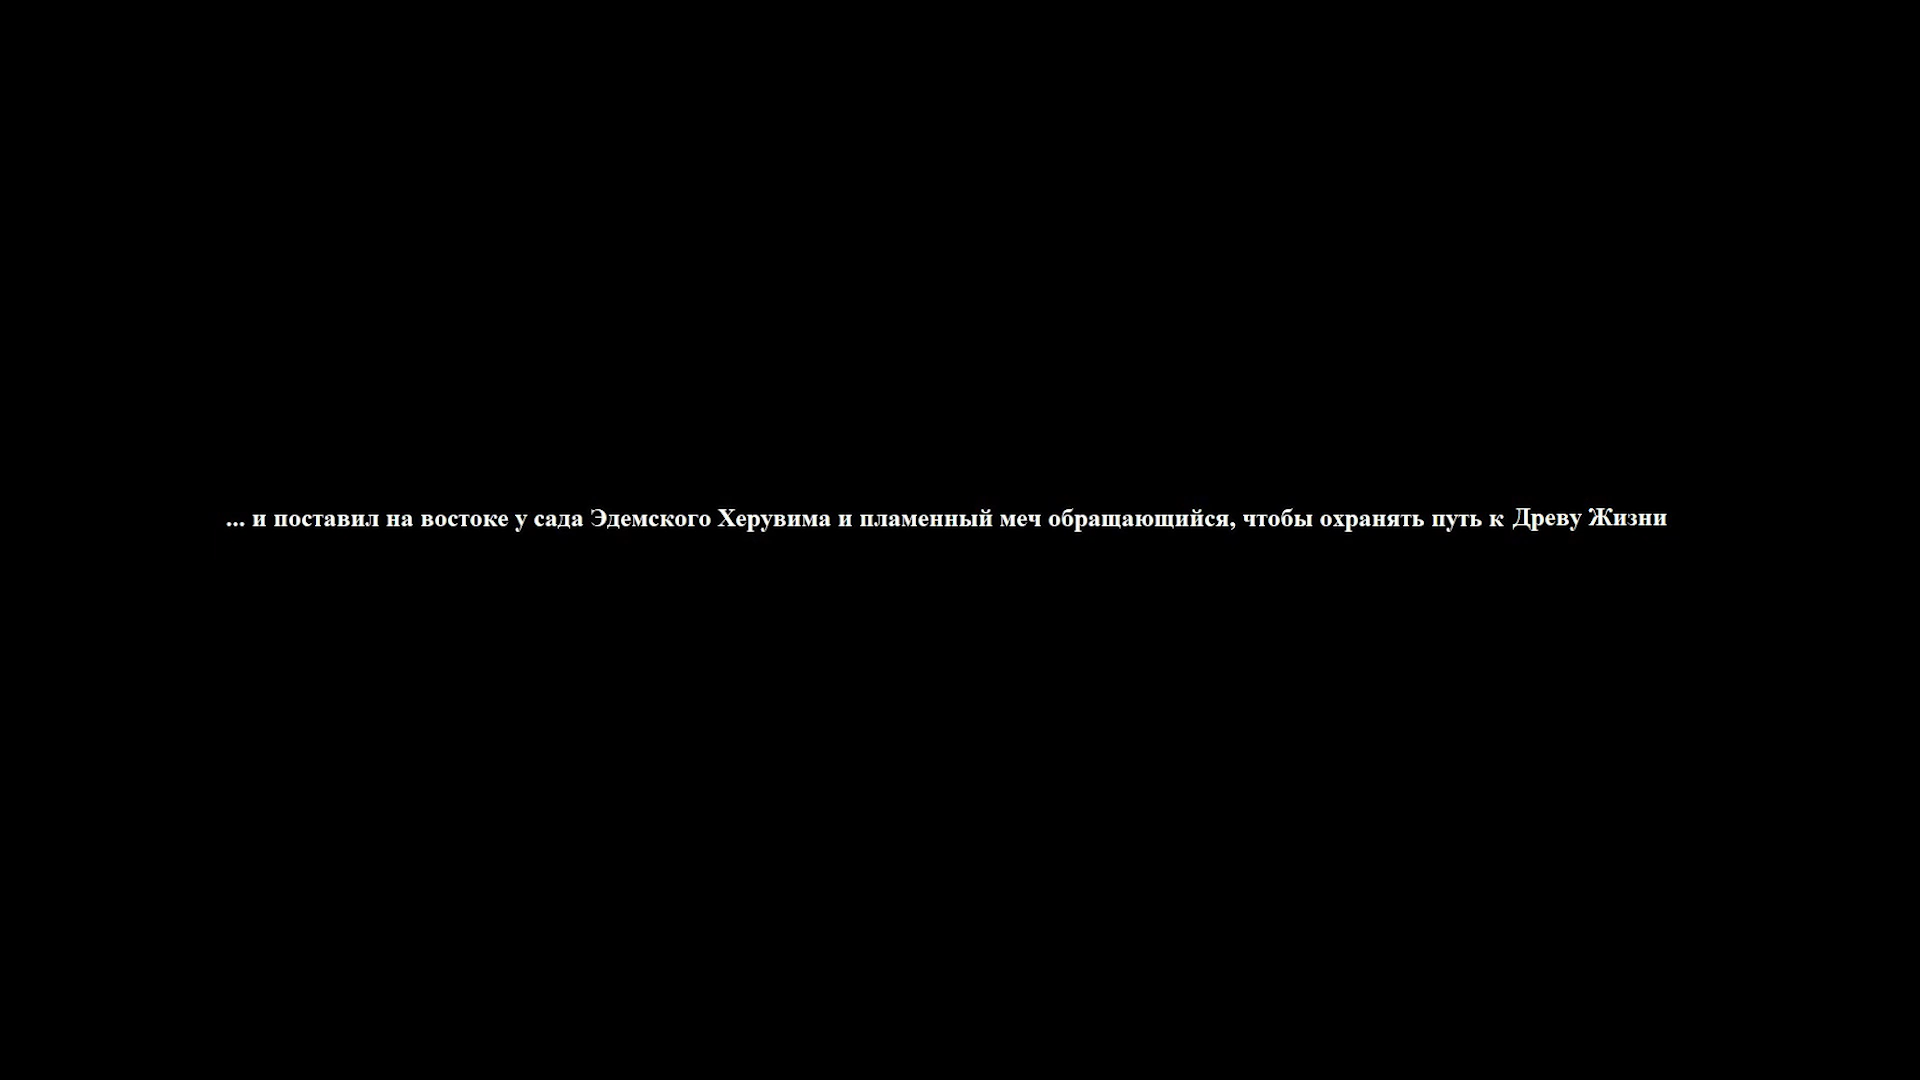 ... и поставил на востоке у сада Эдемского Херувима и пламенный меч обращающийся, чтобы охранять путь к Древу Жизни